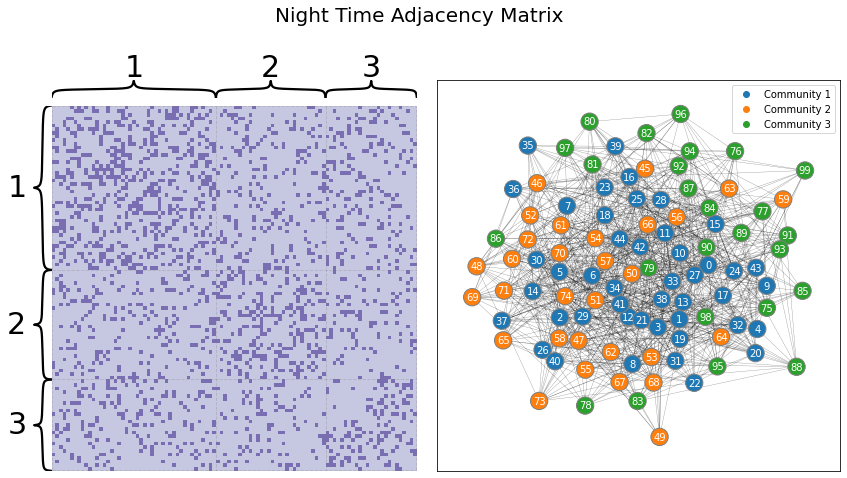 Night Time Adjacency Matrix
1 2 3
1
2
3
Community 1
Community 2
Community 3
96
80
82
35 97 39 94 76
81 45 92 99
16
36 46 23 87 63
25 28 59
7 84 77
52 18 56
61 66 15
11 89 91
86 72 54 44
42 90 93
60 30 70 10
48 57 79 0 24 43
5 6 50 27
33 9
69 71 14 34 85
74 51 38 17
41 13 75
37 2 29 12 21 1 98
3 32 4
65 58 47 19 64
26 62 20
40 53 31
55 8 95 88
67 68 22
73 78 83
49